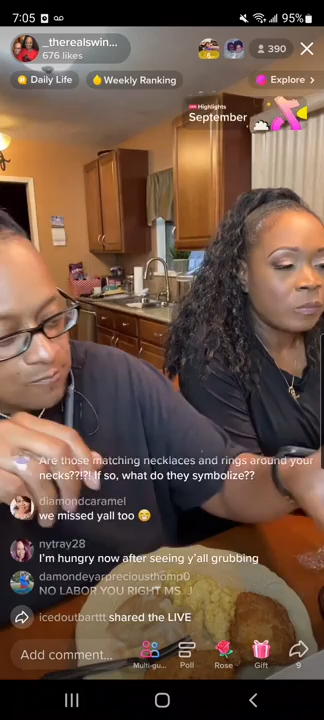 7:05
95%
_therealswin...
676 likes
390
Daily Life
Weekly Ranking
Explore >
LIVE Highlights
September
Are those matching necklaces and rings around your
necks??!?! If so, what do they symbolize??
diamondcaramel
we missed yall too 😁
nytray28
I'm hungry now after seeing y'all grubbing
damondeyarpreciousthomp0
NO LABOR YOU RIGHT MS. J
icedoutbarttt shared the LIVE
Add comment...
Multi-gu...
Poll
Rose
Gift
9